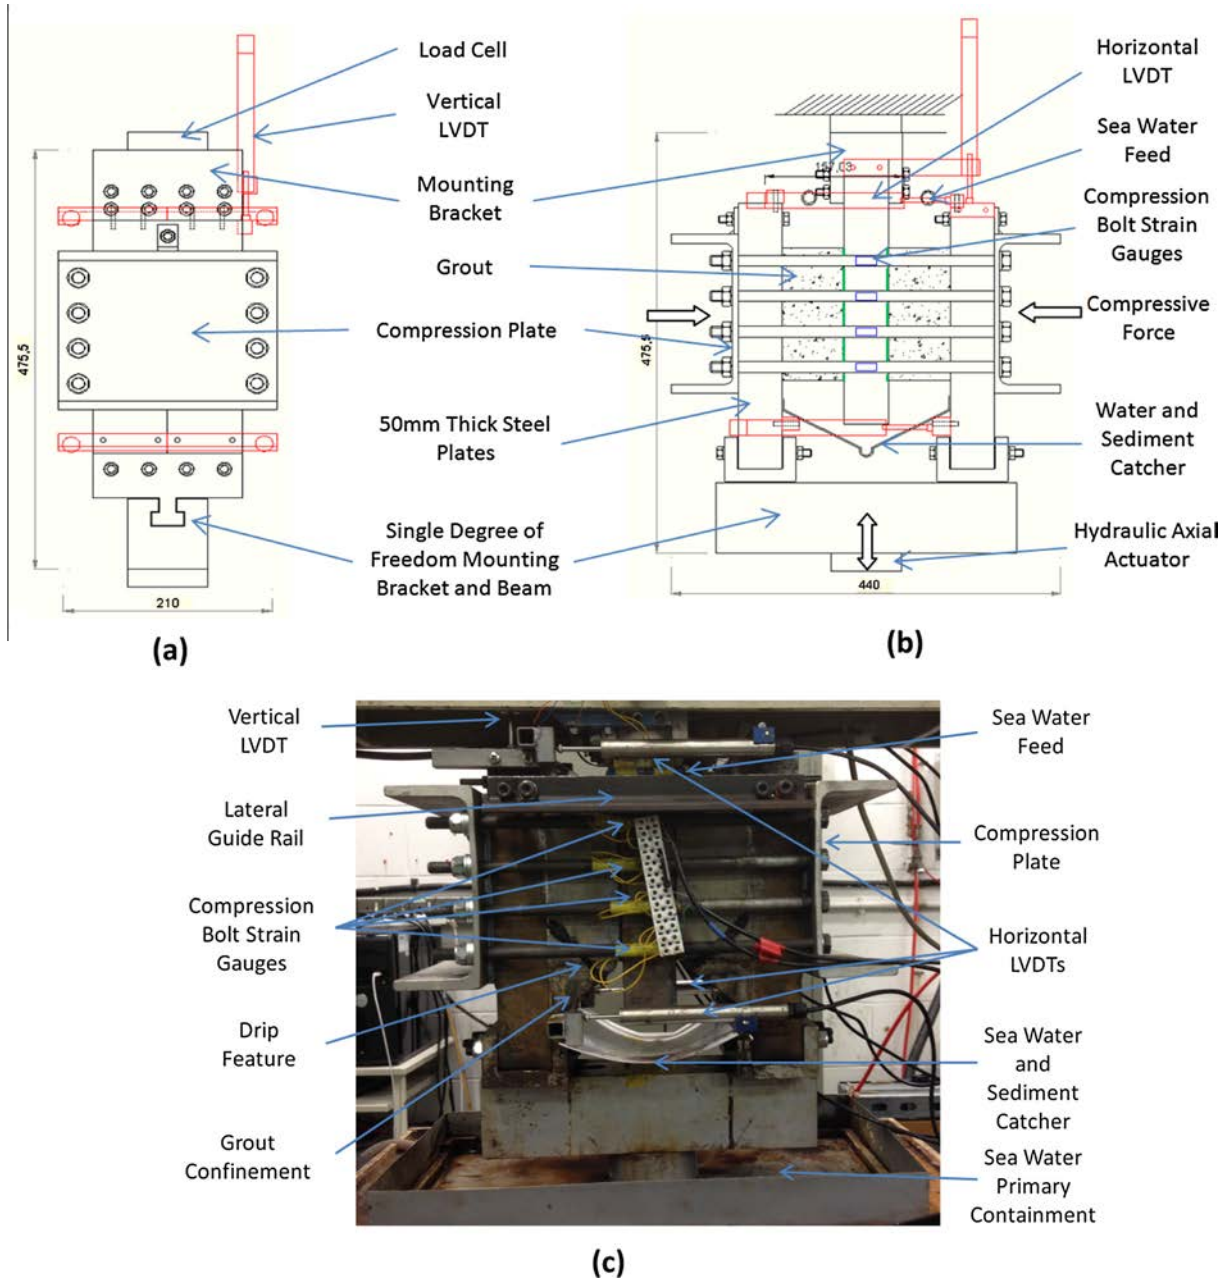 Load Cell
Vertical
LVDT
Mounting
Bracket
Grout
Compression Plate
50mm Thick Steel
Plates
Single Degree of
Freedom Mounting
Bracket and Beam
475,5
210
(a)
Horizontal
LVDT
Sea Water
Feed
Compression
Bolt Strain
Gauges
Compressive
Force
Water and
Sediment
Catcher
Hydraulic Axial
Actuator
157,03
475,5
440
(b)
Vertical
LVDT
Lateral
Guide Rail
Compression
Bolt Strain
Gauges
Drip
Feature
Grout
Confinement
Sea Water
Feed
Compression
Plate
Horizontal
LVDTs
Sea Water
and
Sediment
Catcher
Sea Water
Primary
Containment
(c)